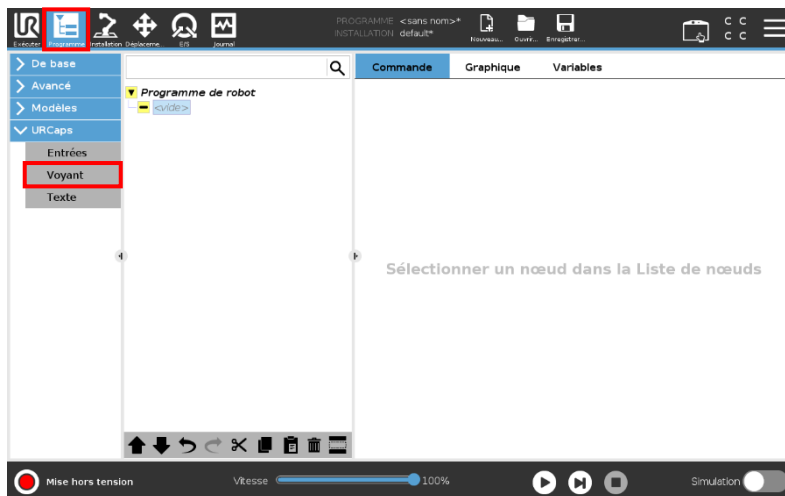 UR
PROGRAMME <sans nom>*
INSTALLATION default*
C C
C C
Exécuter Programme Installation Déplaceme... E/S Journal
Nouveau... Ouvrir... Enregistrer...
De base
Avancé
Modèles
URCaps
Entrées
Voyant
Texte
Programme de robot
<vide>
Commande Graphique Variables
Sélectionner un nœud dans la Liste de nœuds
Mise hors tension
Vitesse 100%
Simulation